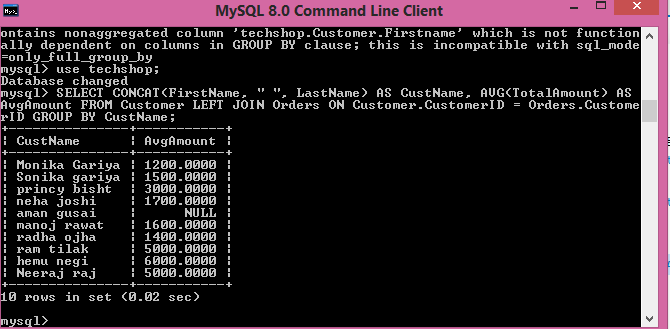 MySQL 8.0 Command Line Client
ontains nonaggregated column 'techshop.Customer.Firstname' which is not function
ally dependent on columns in GROUP BY clause; this is incompatible with sql_mode
=only_full_group_by
mysql> use techshop;
Database changed
mysql> SELECT CONCAT(FirstName, " ", LastName) AS CustName, AVG(TotalAmount) AS
AvgAmount FROM Customer LEFT JOIN Orders ON Customer.CustomerID = Orders.Custome
rID GROUP BY CustName;
+---------------+-----------+
| CustName      | AvgAmount |
+---------------+-----------+
| Monika Gariya | 1200.0000 |
| Sonika gariya | 1500.0000 |
| princy bisht  | 3000.0000 |
| neha joshi    | 1700.0000 |
| aman gusai    |      NULL |
| manoj rawat   | 1600.0000 |
| radha ojha    | 1400.0000 |
| ram tilak     | 5000.0000 |
| hemu negi     | 6000.0000 |
| Neeraj raj    | 5000.0000 |
+---------------+-----------+
10 rows in set (0.02 sec)
mysql>